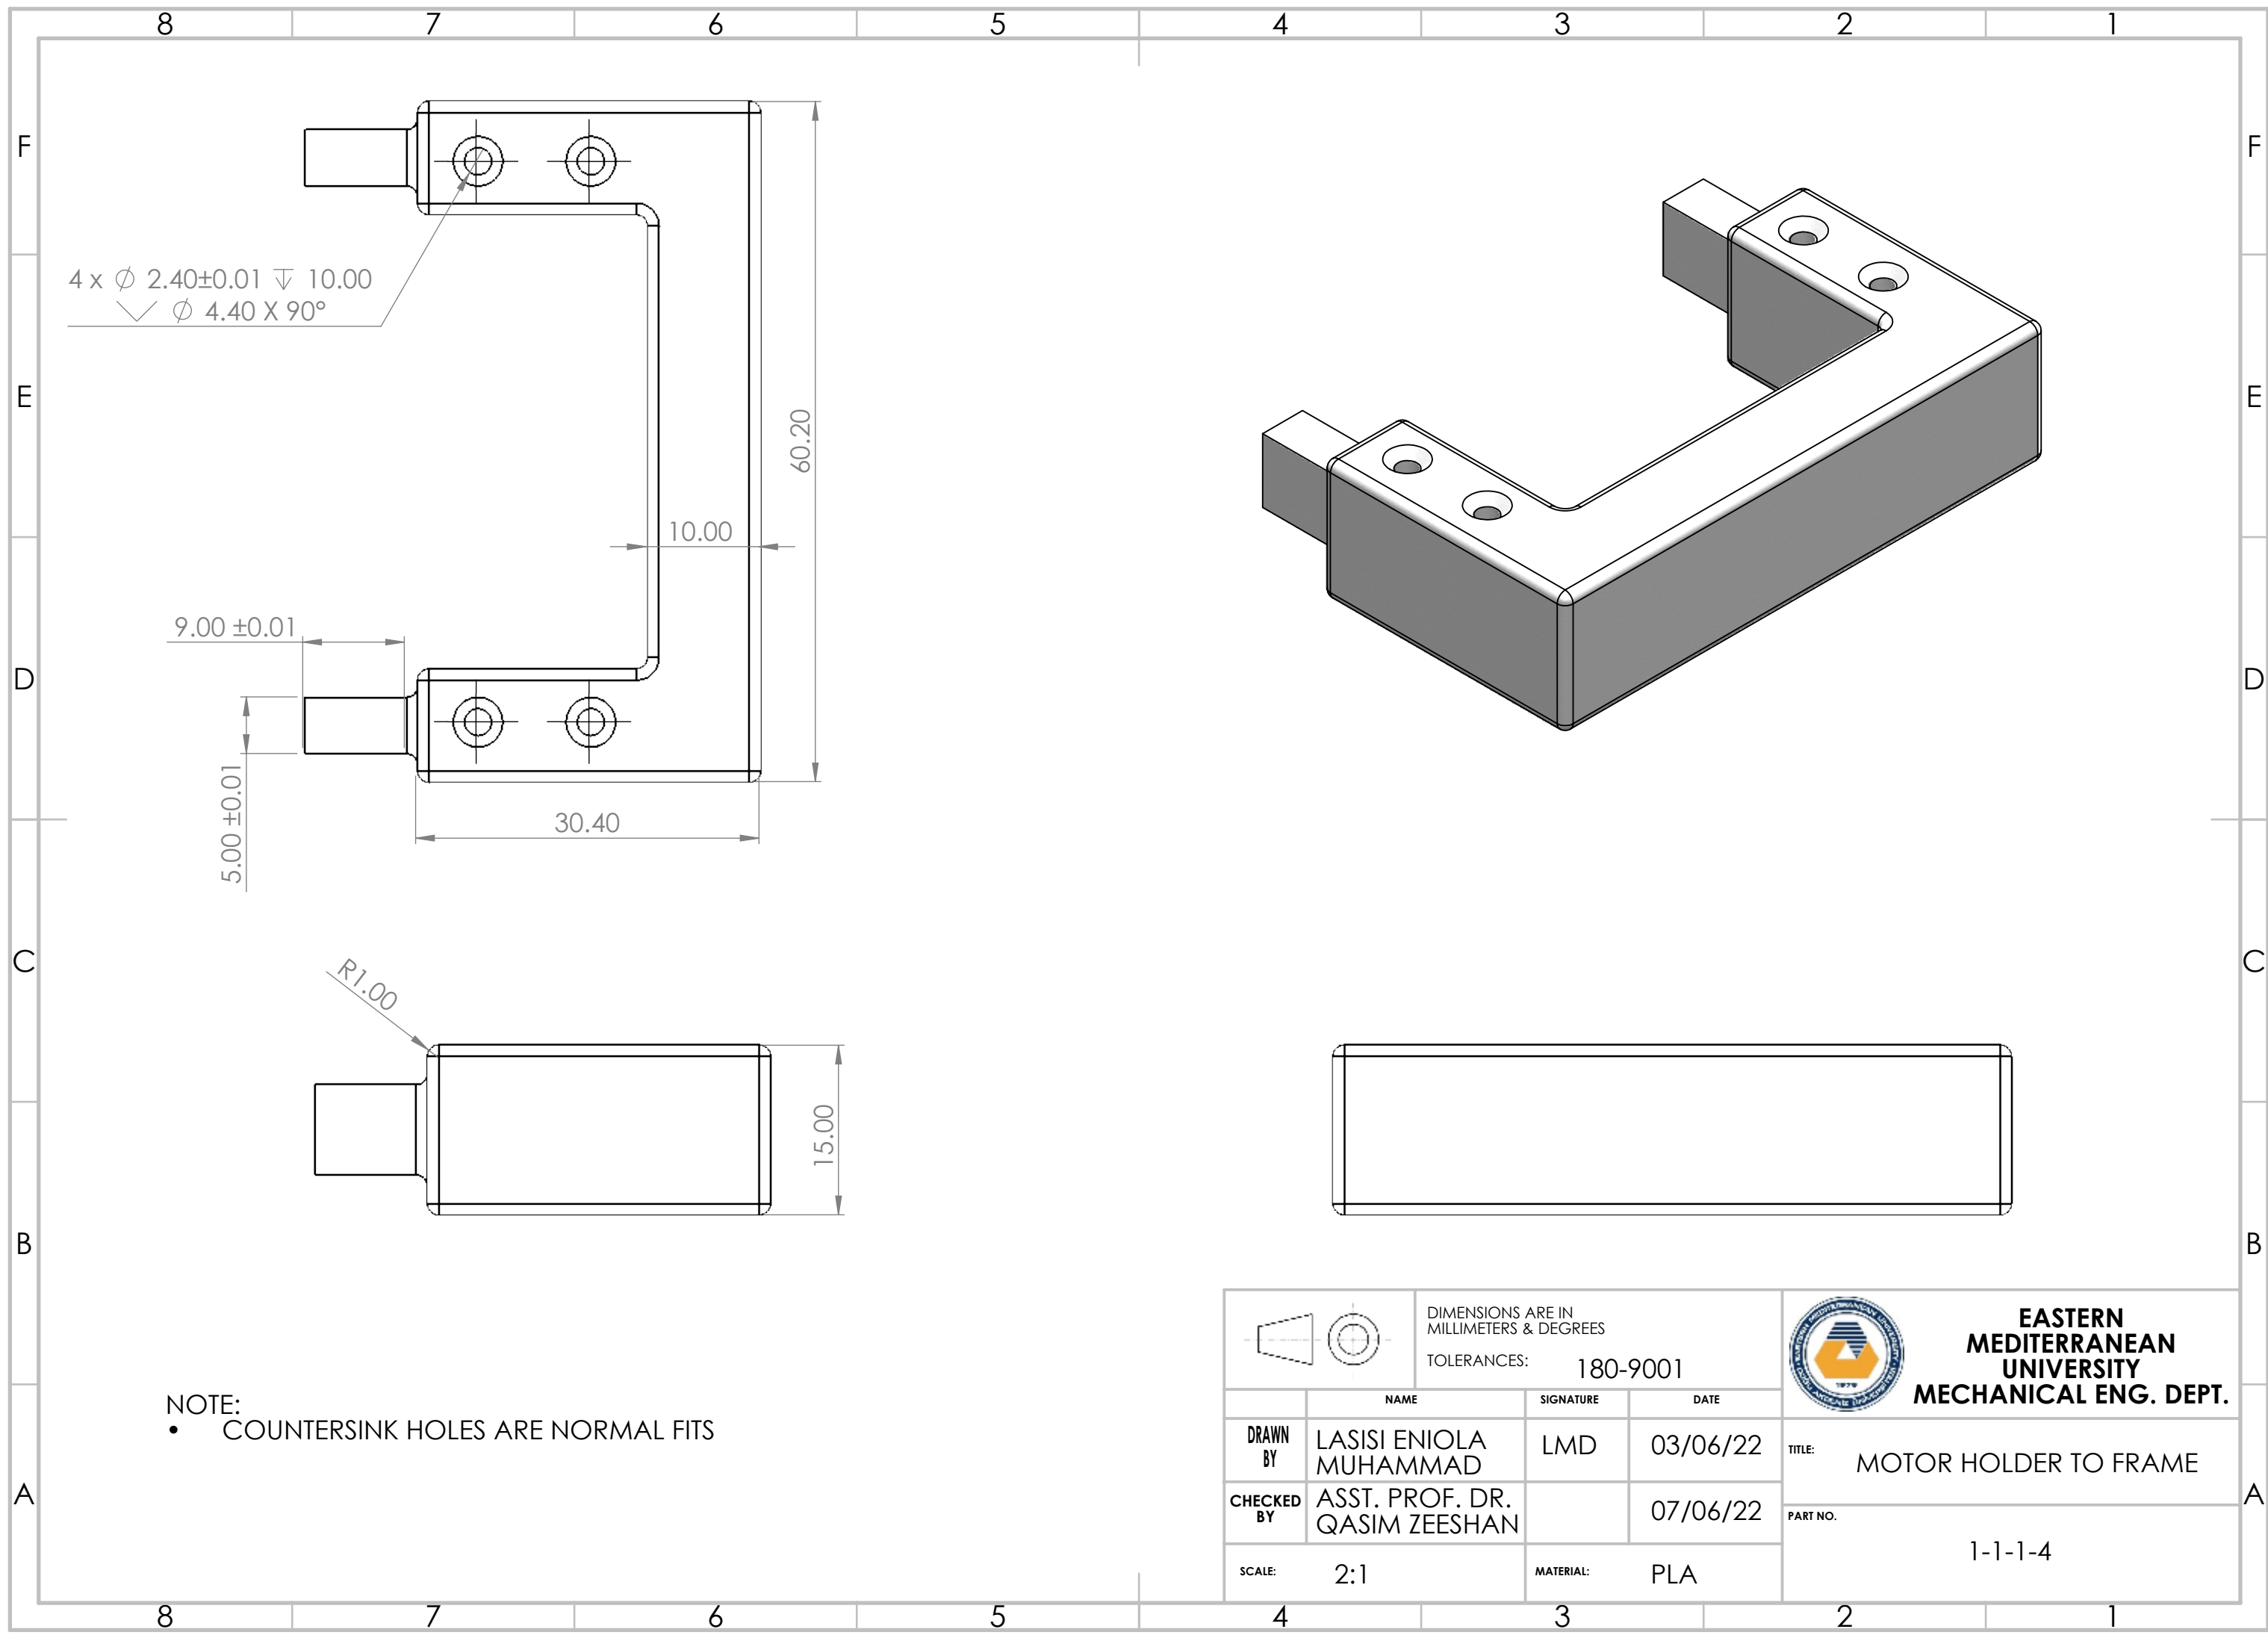 8 7 6 5 4 3 2 1
F F
E E
D D
C C
B B
A A
4 x ⌀ 2.40±0.01 ↧ 10.00
⌵ ⌀ 4.40 X 90°
60.20
10.00
9.00 ±0.01
5.00 ±0.01
30.40
R1.00
15.00
NOTE:
• COUNTERSINK HOLES ARE NORMAL FITS
DIMENSIONS ARE IN
MILLIMETERS & DEGREES
TOLERANCES: 180-9001
NAME SIGNATURE DATE
DRAWN BY LASISI ENIOLA MUHAMMAD LMD 03/06/22
CHECKED BY ASST. PROF. DR. QASIM ZEESHAN 07/06/22
SCALE: 2:1 MATERIAL: PLA
1979
EASTERN
MEDITERRANEAN
UNIVERSITY
MECHANICAL ENG. DEPT.
TITLE: MOTOR HOLDER TO FRAME
PART NO.
1-1-1-4
8 7 6 5 4 3 2 1